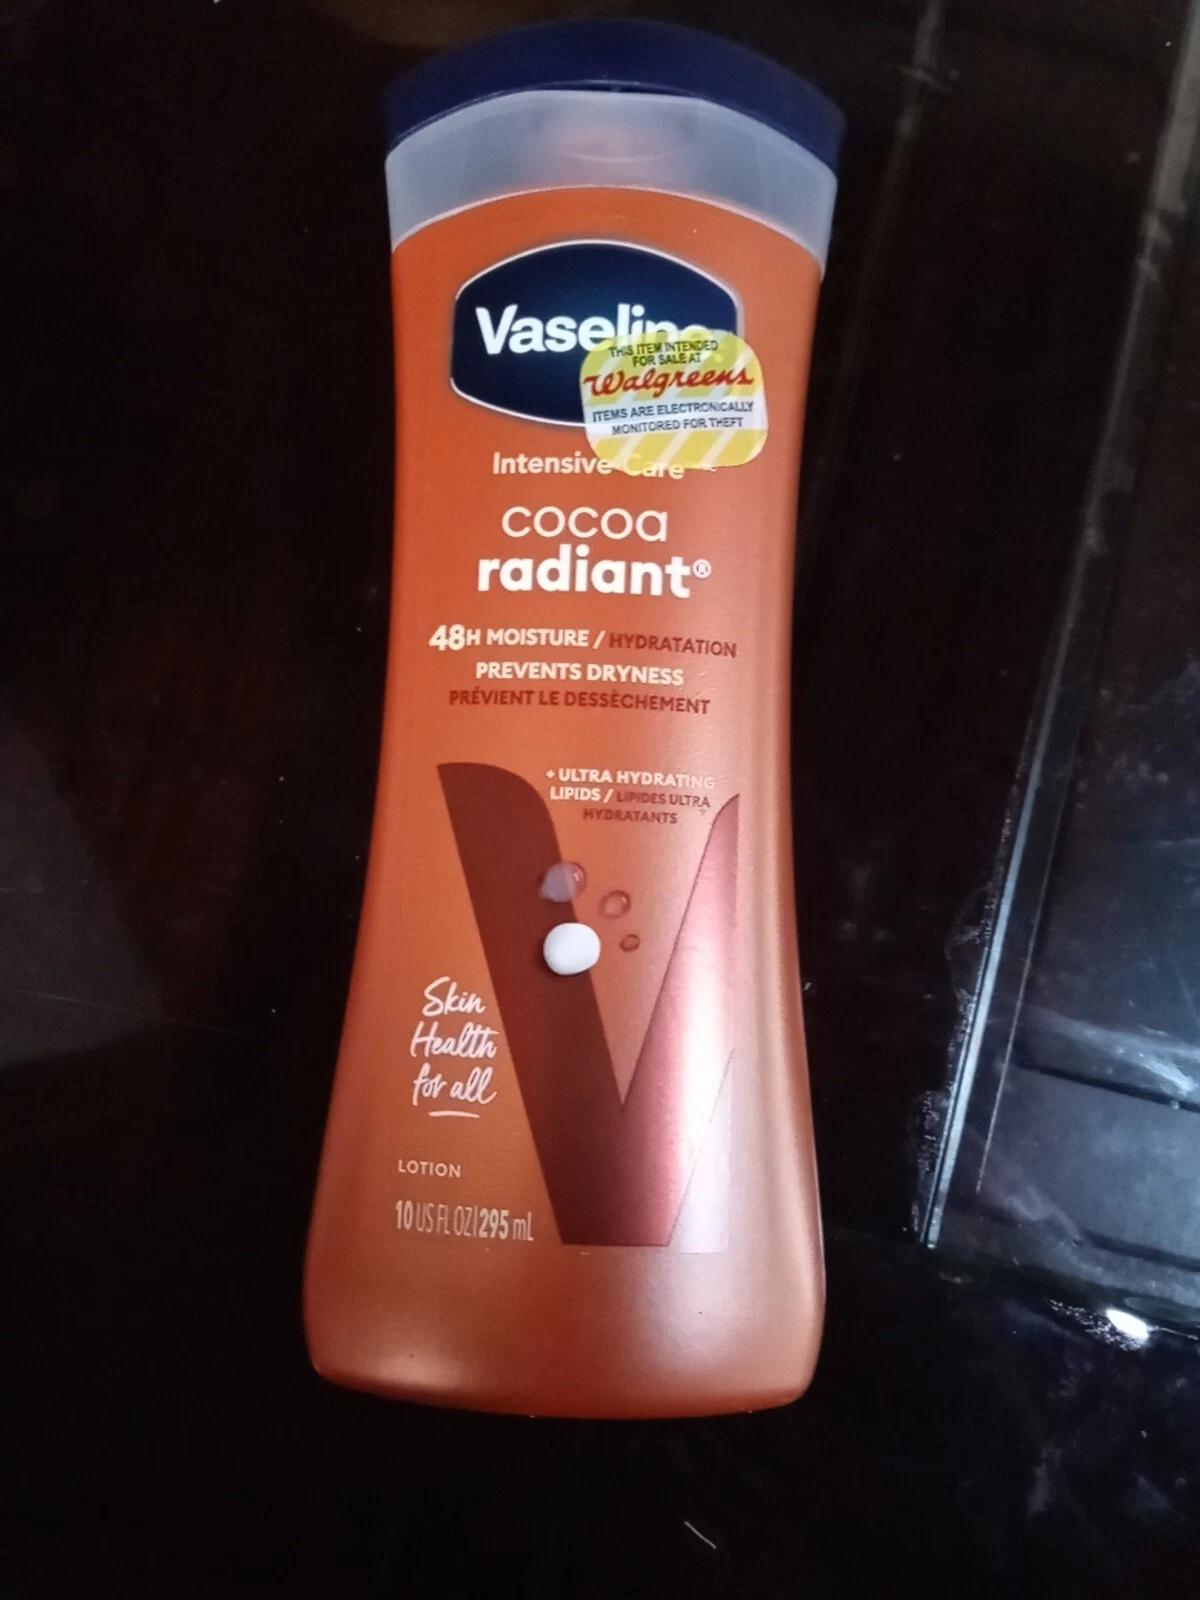 Vaseline
THIS ITEM INTENDED
FOR SALE AT
Walgreens
ITEMS ARE ELECTRONICALLY
MONITORED FOR THEFT
Intensive Care
cocoa
radiant®
48H MOISTURE / HYDRATATION
PREVENTS DRYNESS
PRÉVIENT LE DESSÈCHEMENT
+ ULTRA HYDRATING
LIPIDS / LIPIDES ULTRA
HYDRATANTS
Skin
Health
for all
LOTION
10 US FL OZ | 295 mL